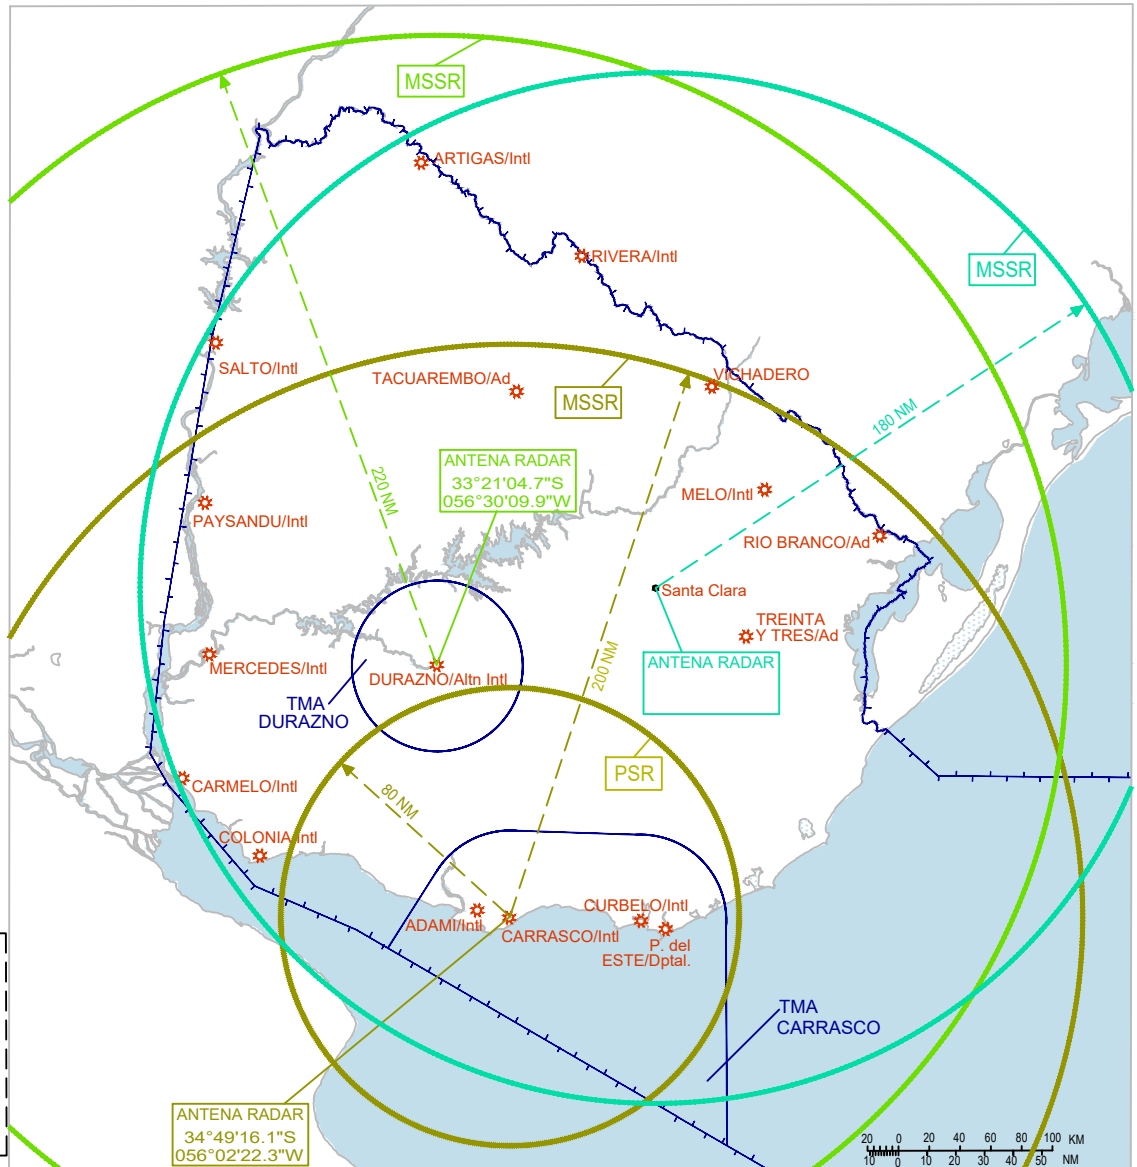 MSSR
ARTIGAS/Intl
RIVERA/Intl
MSSR
SALTO/Intl
TACUAREMBO/Ad
MSSR
VICHADERO
180 NM
ANTENA RADAR
33°21'04.7"S
056°30'09.9"W
220 NM
MELO/Intl
PAYSANDU/Intl
RIO BRANCO/Ad
Santa Clara
TREINTA
Y TRES/Ad
MERCEDES/Intl
DURAZNO/Altn Intl
200 NM
ANTENA RADAR
TMA
DURAZNO
PSR
CARMELO/Intl
80 NM
COLONIA/Intl
ADAMI/Intl
CARRASCO/Intl
CURBELO/Intl
P. del
ESTE/Dptal.
TMA
CARRASCO
ANTENA RADAR
34°49'16.1"S
056°02'22.3"W
20 0 20 40 60 80 100 KM
10 0 10 20 30 40 50 NM